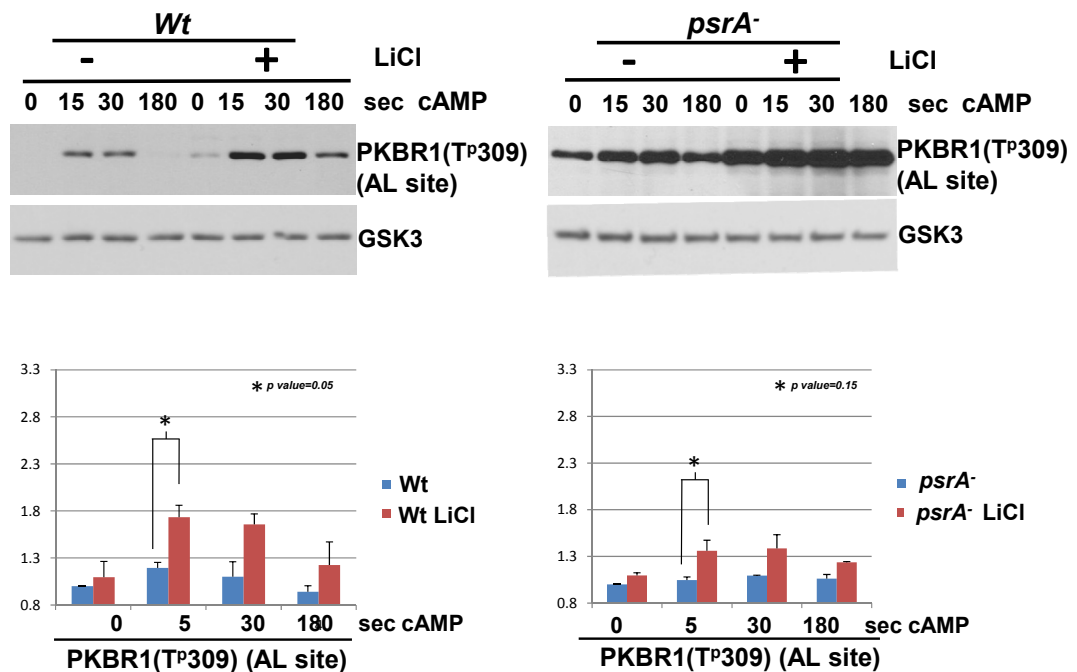 Wt
- + LiCl
0 15 30 180 0 15 30 180 sec cAMP
PKBR1(Tᵖ309)
(AL site)
GSK3
psrA⁻
- + LiCl
0 15 30 180 0 15 30 180 sec cAMP
PKBR1(Tᵖ309)
(AL site)
GSK3
3.3
2.8
2.3
1.8
1.3
0.8
* p value=0.05
*
Wt
Wt LiCl
0 5 30 180 sec cAMP
PKBR1(Tᵖ309) (AL site)
3.3
2.8
2.3
1.8
1.3
0.8
* p value=0.15
*
psrA⁻
psrA⁻ LiCl
0 5 30 180 sec cAMP
PKBR1(Tᵖ309) (AL site)